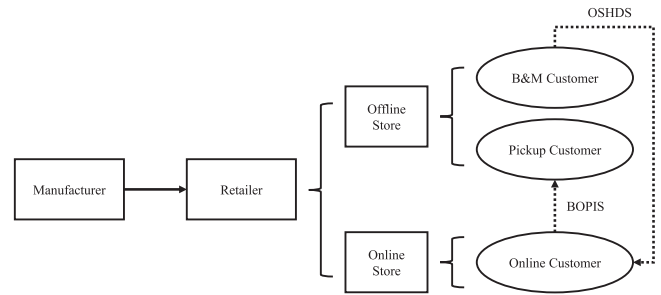 OSHDS
B&M Customer
Offline
Store
Pickup Customer
Manufacturer
Retailer
BOPIS
Online
Store
Online Customer